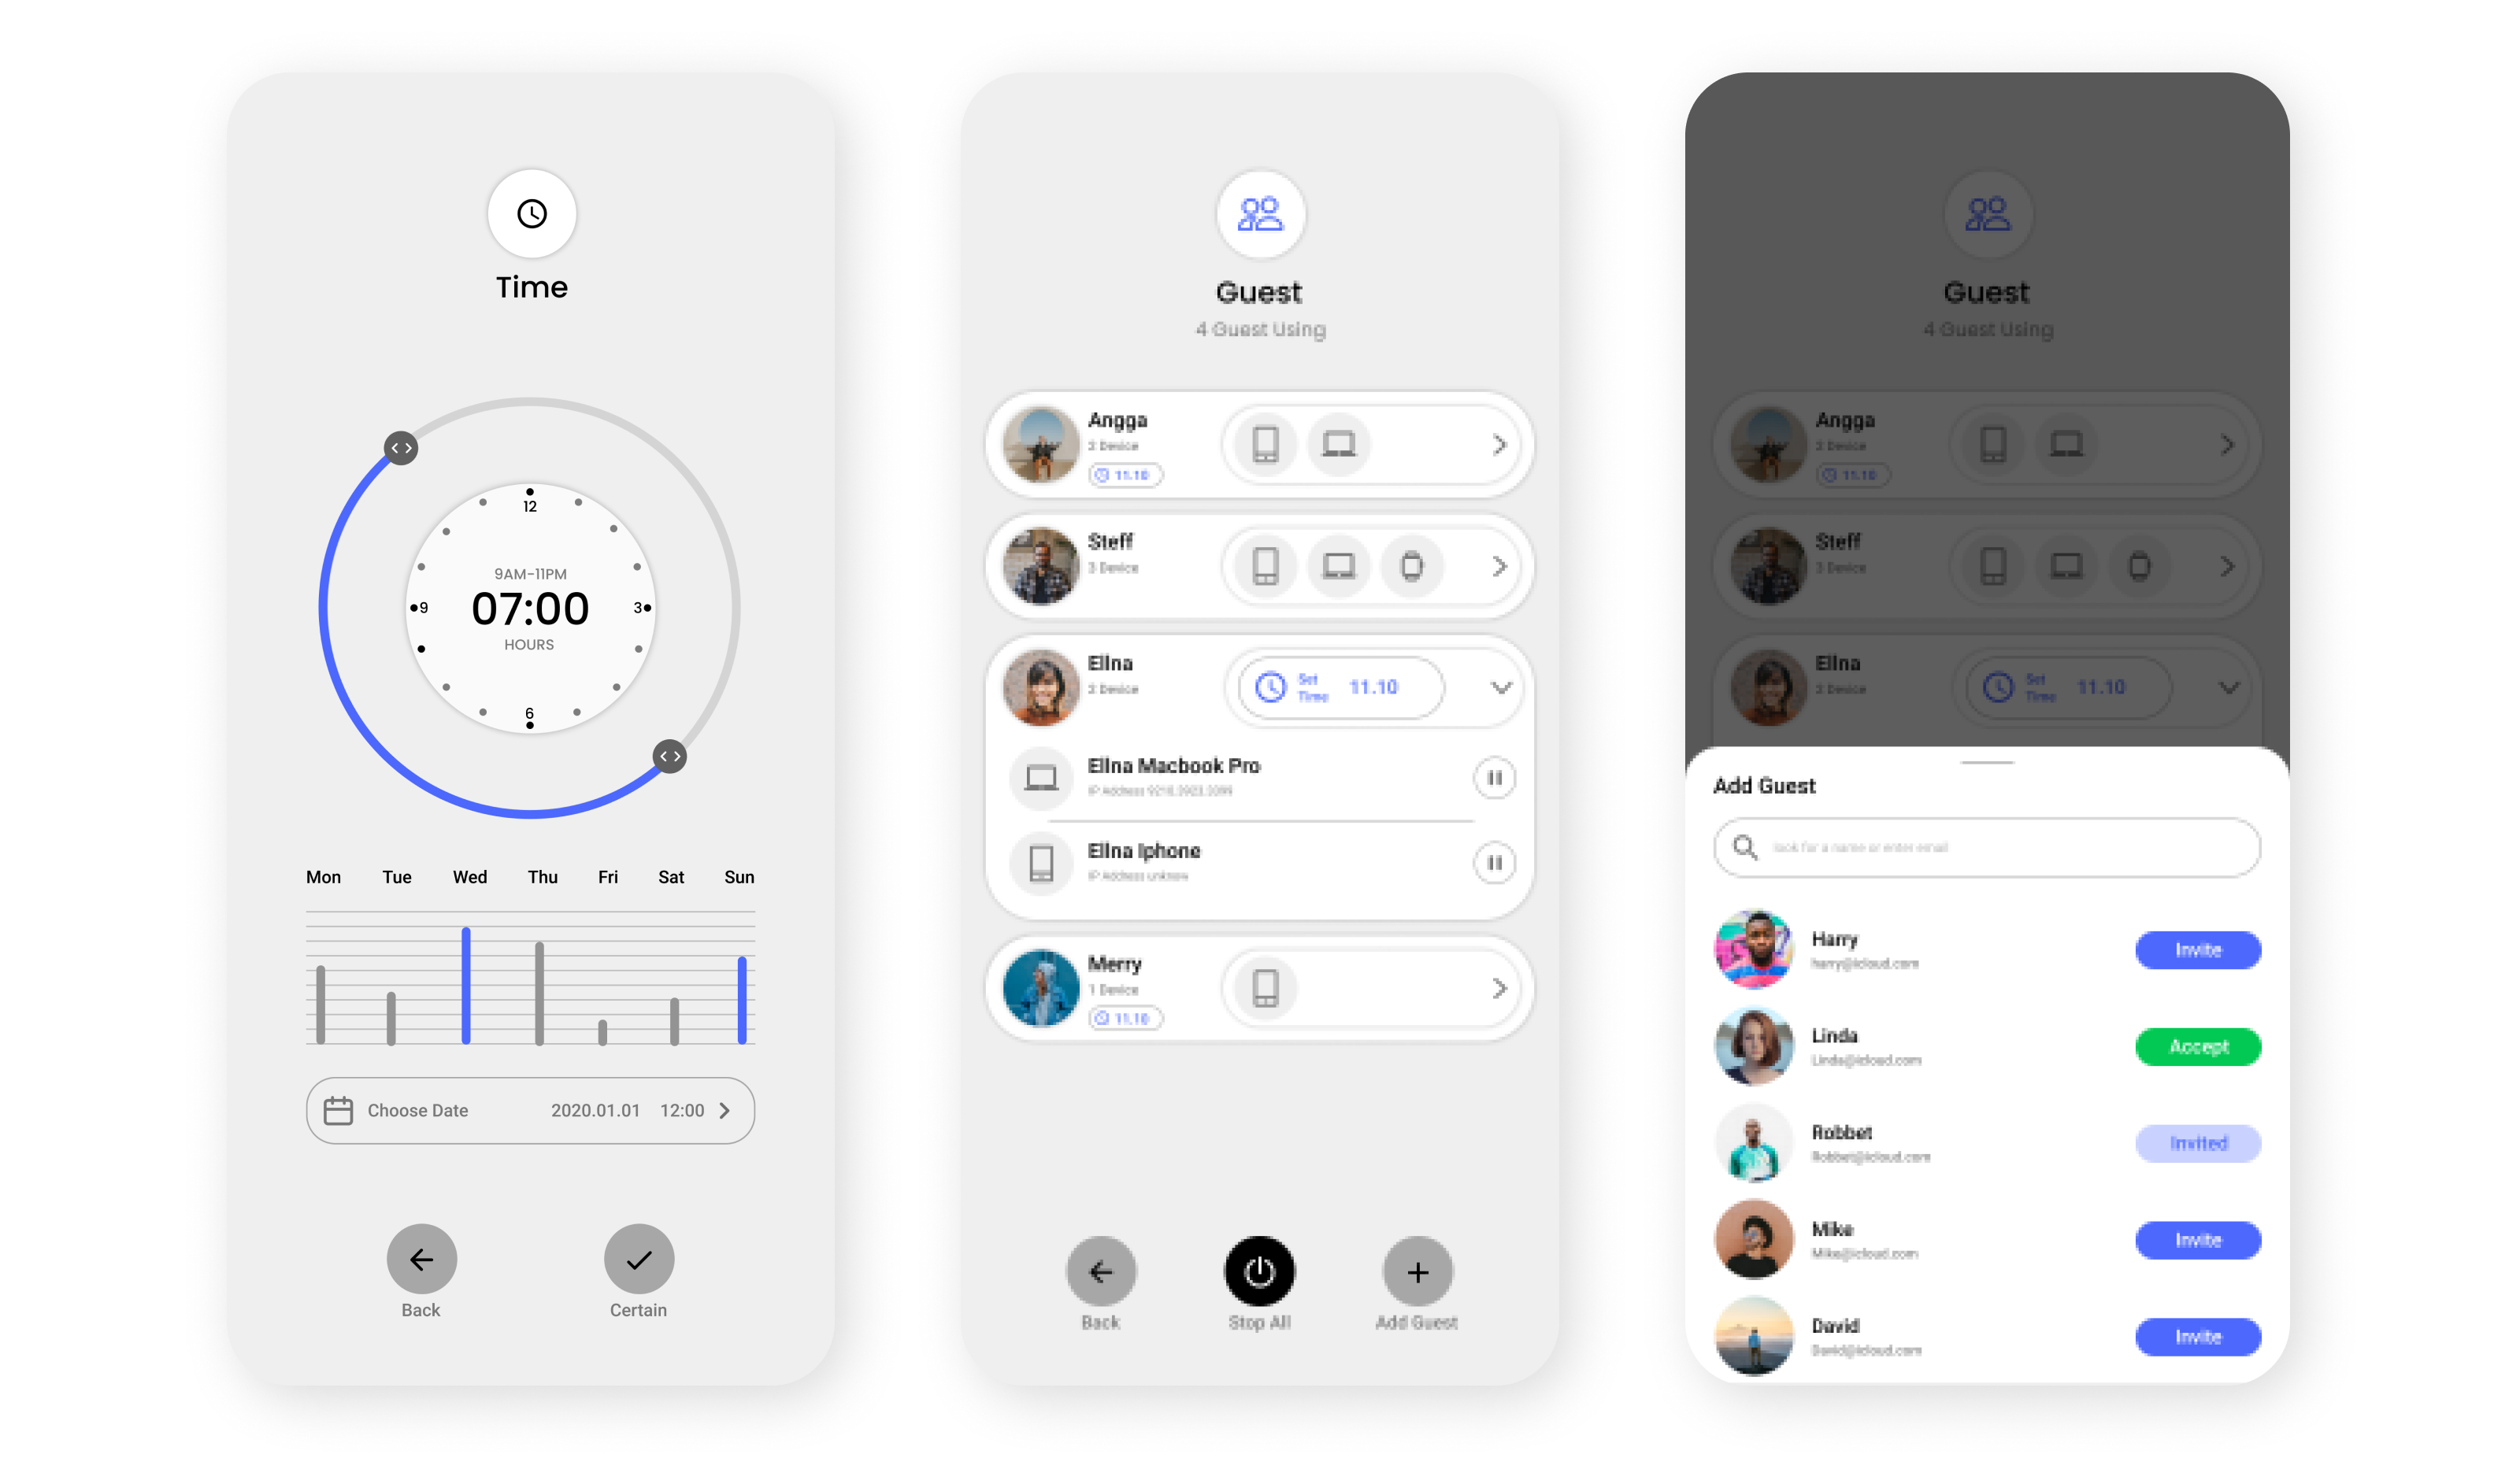 Time
12
9AM-11PM
9
07:00
3
HOURS
6
Mon Tue Wed Thu Fri Sat Sun
Choose Date 2020.01.01 12:00
Back Certain
Guest
4 Guest Using
Angga
2 Device
11.10
Steff
3 Device
Ellna
2 Device
Set
Time
11.10
Ellna Macbook Pro
IP Address
Ellna Iphone
IP Address unknow
Merry
1 Device
11.10
Back Stop All Add Guest
Guest
4 Guest Using
Angga
2 Device
11.10
Steff
3 Device
Ellna
2 Device
Set
Time
11.10
Add Guest
look for a name or enter email
Harry
harry@icloud.com
Invite
Linda
Linda@icloud.com
Accept
Robbet
Robbet@icloud.com
Invited
Mike
Mike@icloud.com
Invite
David
David@icloud.com
Invite